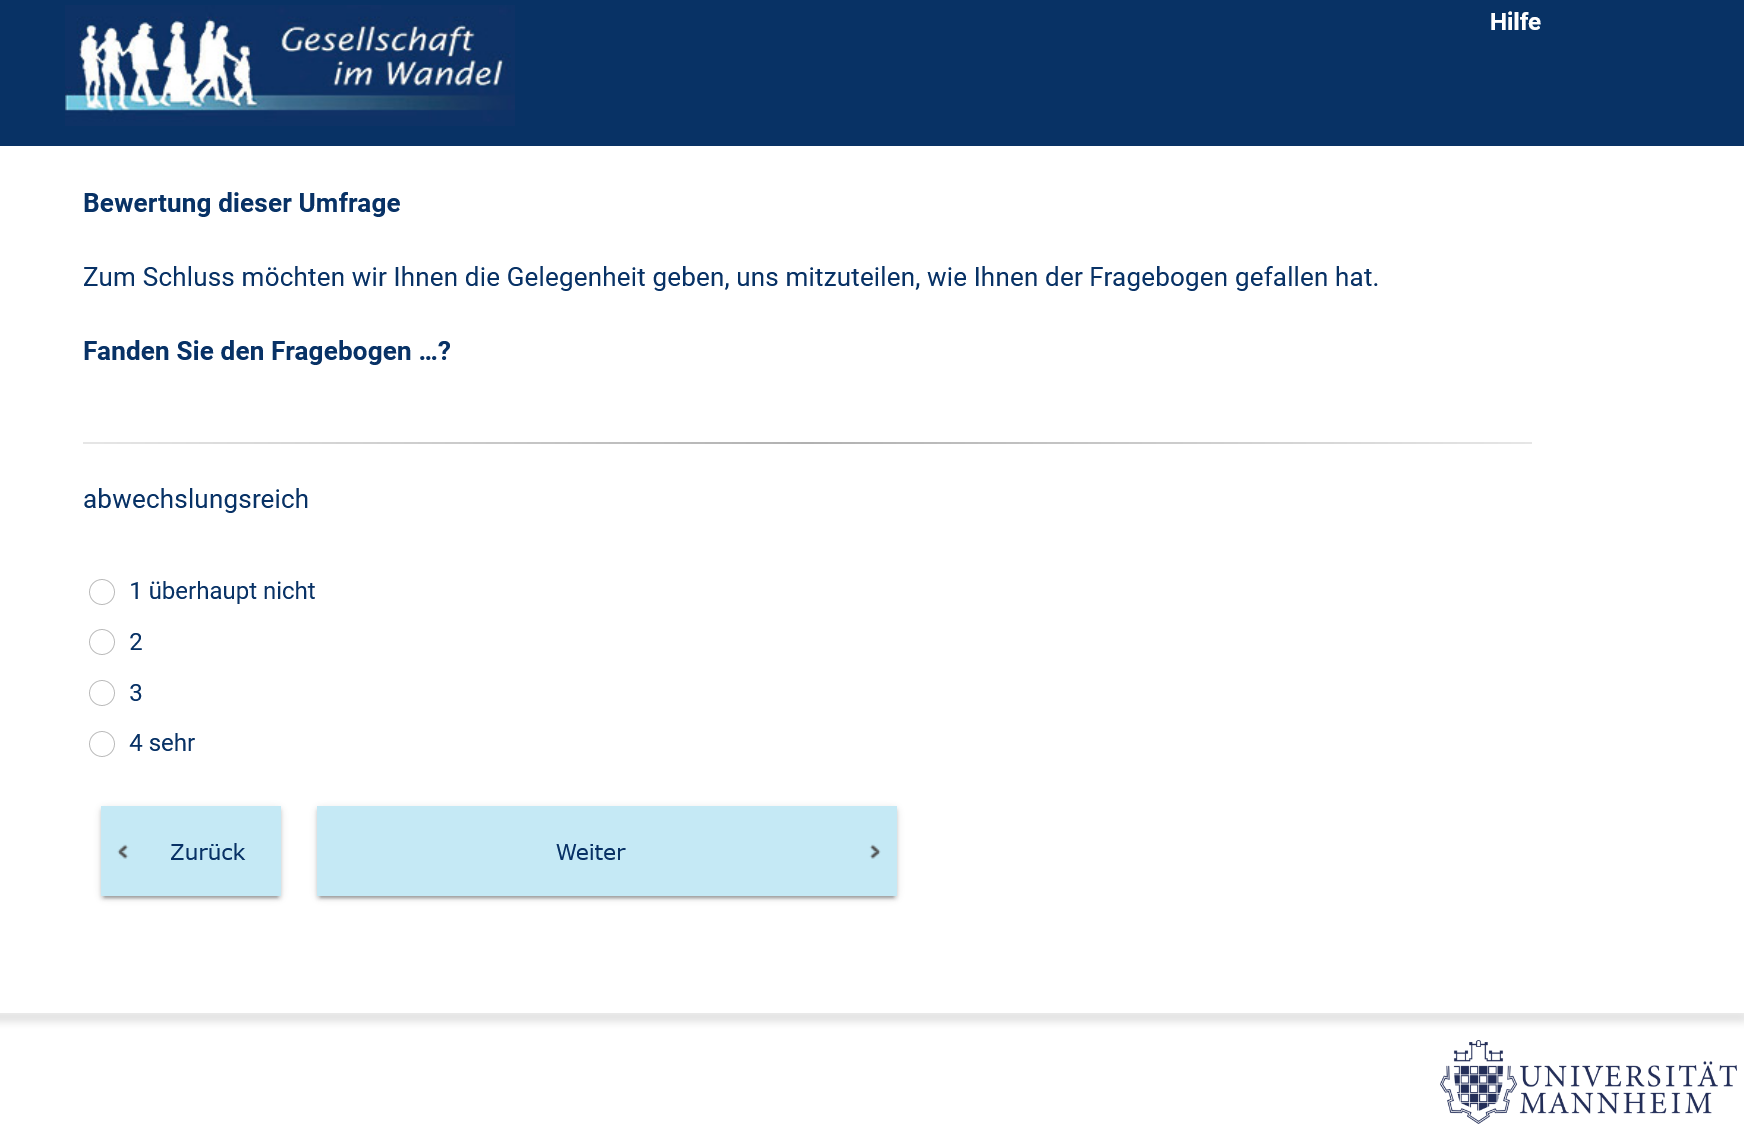 Gesellschaft
im Wandel
Hilfe
Bewertung dieser Umfrage
Zum Schluss möchten wir Ihnen die Gelegenheit geben, uns mitzuteilen, wie Ihnen der Fragebogen gefallen hat.
Fanden Sie den Fragebogen …?
abwechslungsreich
1 überhaupt nicht
2
3
4 sehr
Zurück
Weiter
UNIVERSITÄT
MANNHEIM